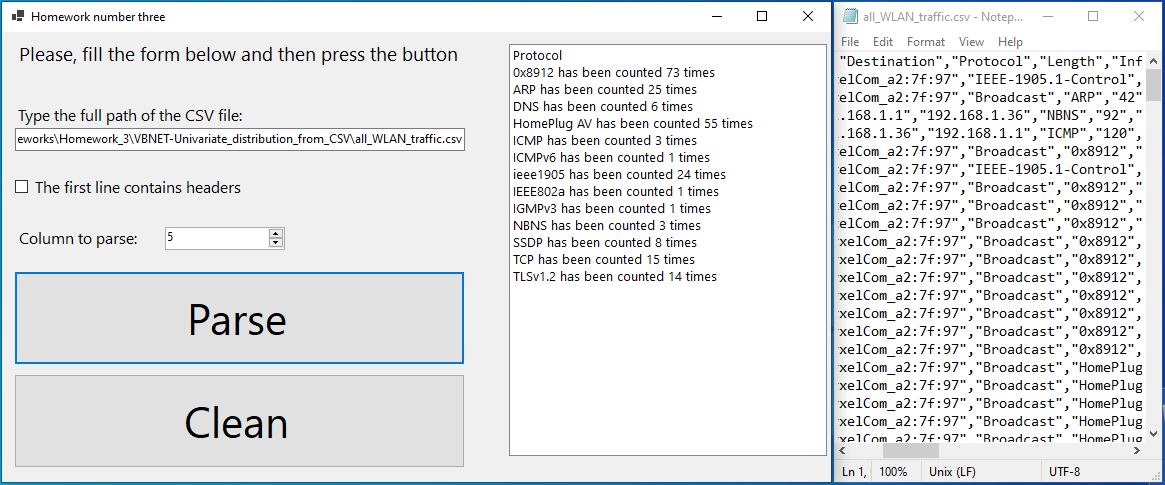 Homework number three
Please, fill the form below and then press the button
Type the full path of the CSV file:
eworks\Homework_3\VBNET-Univariate_distribution_from_CSV\all_WLAN_traffic.csv
The first line contains headers
Column to parse:
5
Parse
Clean
Protocol
0x8912 has been counted 73 times
ARP has been counted 25 times
DNS has been counted 6 times
HomePlug AV has been counted 55 times
ICMP has been counted 3 times
ICMPv6 has been counted 1 times
ieee1905 has been counted 24 times
IEEE802a has been counted 1 times
IGMPv3 has been counted 1 times
NBNS has been counted 3 times
SSDP has been counted 8 times
TCP has been counted 15 times
TLSv1.2 has been counted 14 times
all_WLAN_traffic.csv - Notep...
File Edit Format View Help
"Destination","Protocol","Length","Inf
elCom_a2:7f:97","IEEE-1905.1-Control",
elCom_a2:7f:97","Broadcast","ARP","42"
.168.1.1","192.168.1.36","NBNS","92","
.168.1.36","192.168.1.1","ICMP","120",
elCom_a2:7f:97","Broadcast","0x8912","
elCom_a2:7f:97","IEEE-1905.1-Control",
elCom_a2:7f:97","Broadcast","0x8912","
elCom_a2:7f:97","Broadcast","0x8912","
elCom_a2:7f:97","Broadcast","0x8912","
xelCom_a2:7f:97","Broadcast","0x8912",
xelCom_a2:7f:97","Broadcast","0x8912",
xelCom_a2:7f:97","Broadcast","0x8912",
xelCom_a2:7f:97","Broadcast","0x8912",
xelCom_a2:7f:97","Broadcast","0x8912",
xelCom_a2:7f:97","Broadcast","0x8912",
xelCom_a2:7f:97","Broadcast","0x8912",
xelCom_a2:7f:97","Broadcast","HomePlug
xelCom_a2:7f:97","Broadcast","HomePlug
xelCom_a2:7f:97","Broadcast","HomePlug
xelCom_a2:7f:97","Broadcast","HomePlug
xelCom_a2:7f:97","Broadcast","HomePlug
Ln 1, 100% Unix (LF) UTF-8